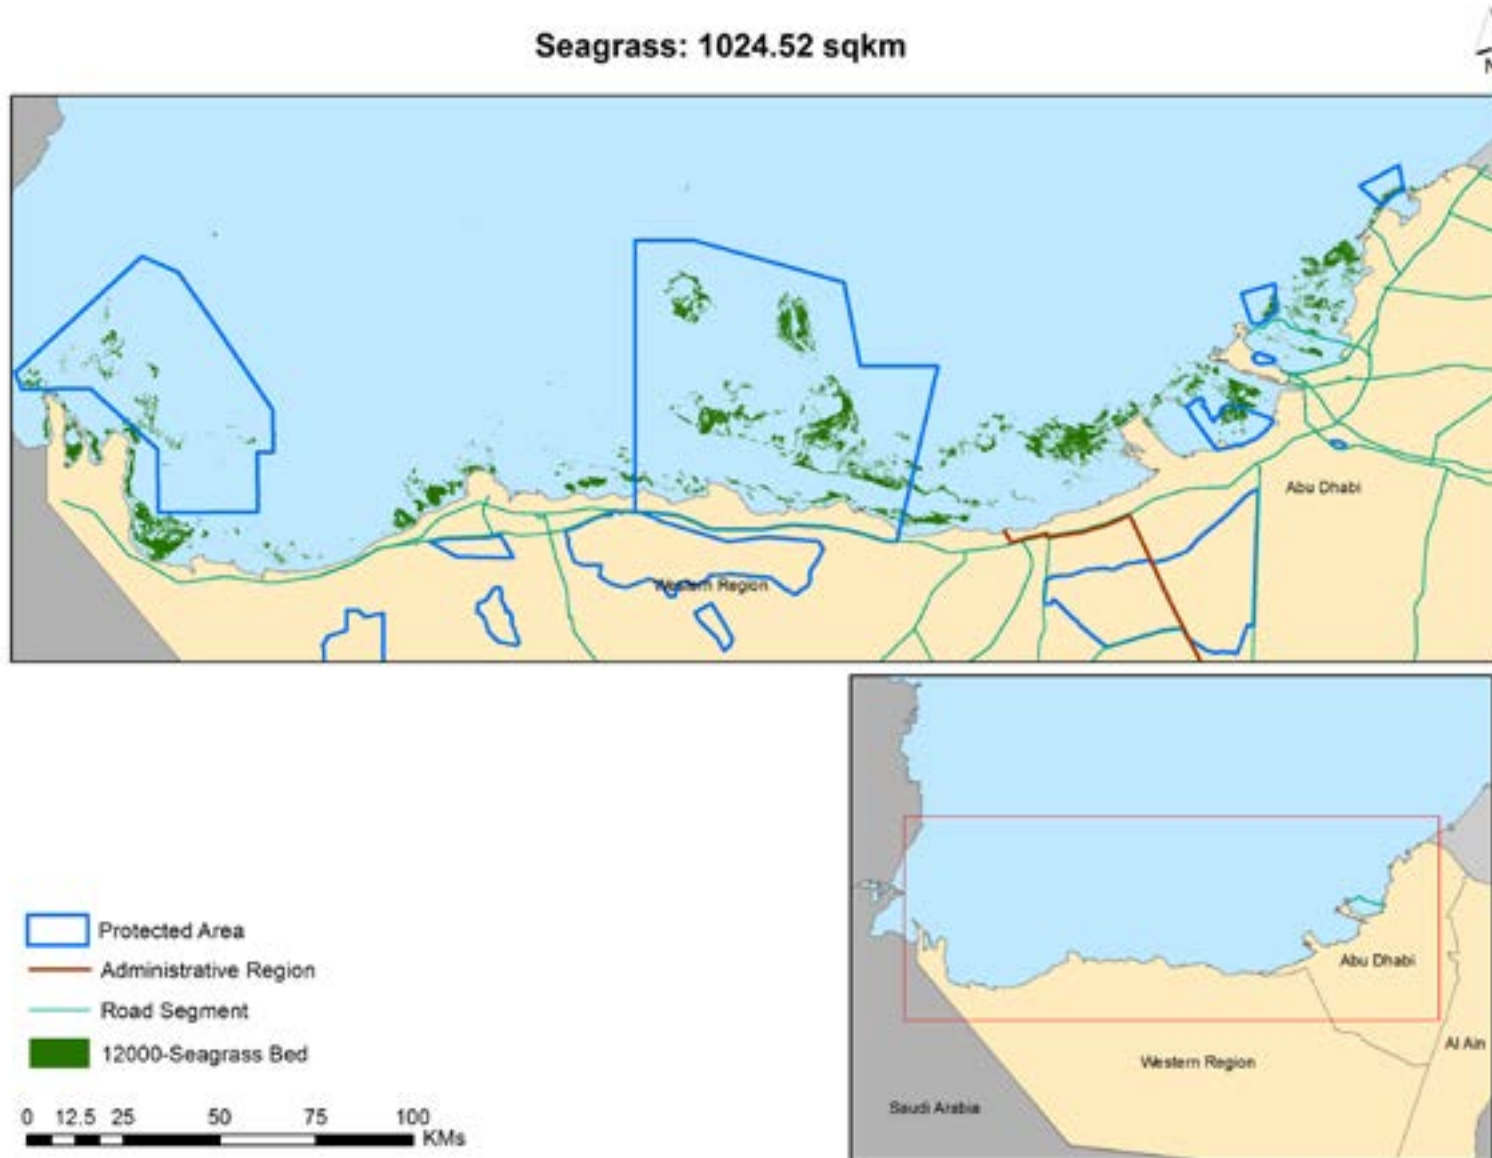 Seagrass: 1024.52 sqkm
N
Abu Dhabi
Western Region
Protected Area
Administrative Region
Road Segment
12000-Seagrass Bed
0 12.5 25 50 75 100
KMs
Abu Dhabi
Al Ain
Western Region
Saudi Arabia